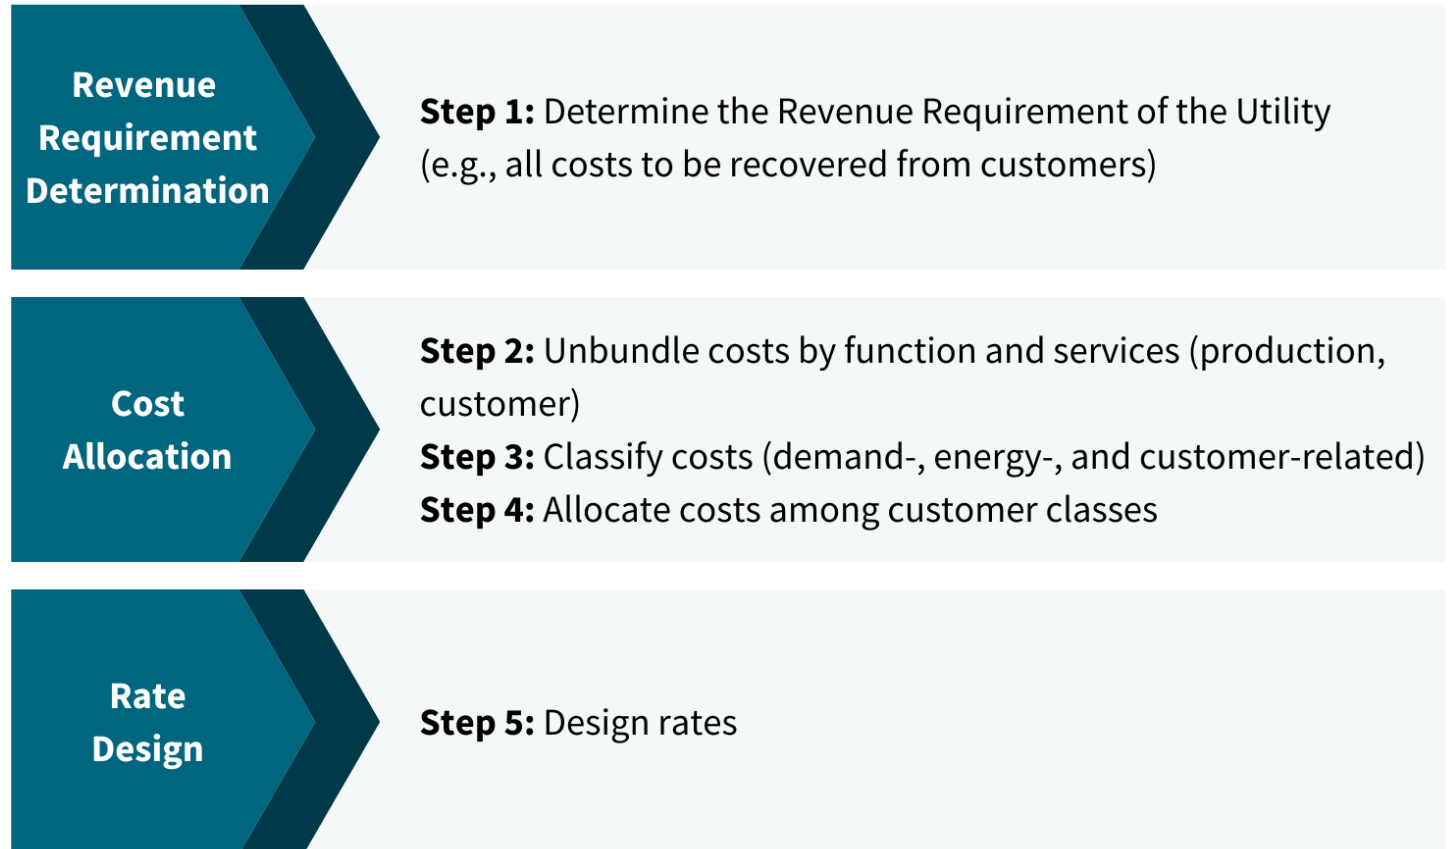 Revenue
Requirement
Determination
Step 1: Determine the Revenue Requirement of the Utility
(e.g., all costs to be recovered from customers)
Cost
Allocation
Step 2: Unbundle costs by function and services (production,
customer)
Step 3: Classify costs (demand-, energy-, and customer-related)
Step 4: Allocate costs among customer classes
Rate
Design
Step 5: Design rates